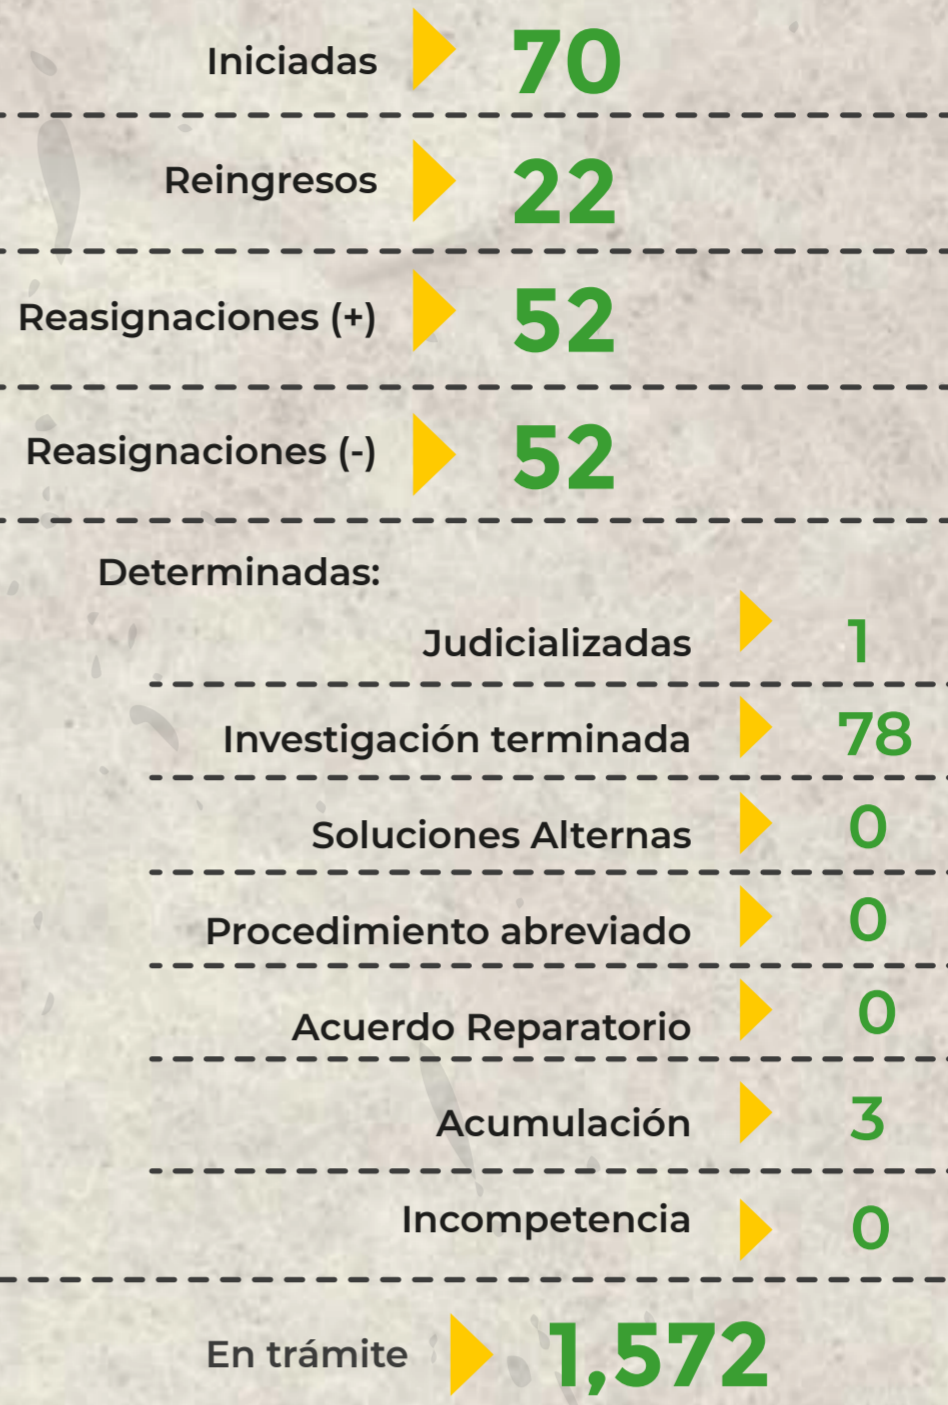 Iniciadas 70
Reingresos 22
Reasignaciones (+) 52
Reasignaciones (-) 52
Determinadas:
Judicializadas 1
Investigación terminada 78
Soluciones Alternas 0
Procedimiento abreviado 0
Acuerdo Reparatorio 0
Acumulación 3
Incompetencia 0
En trámite 1,572